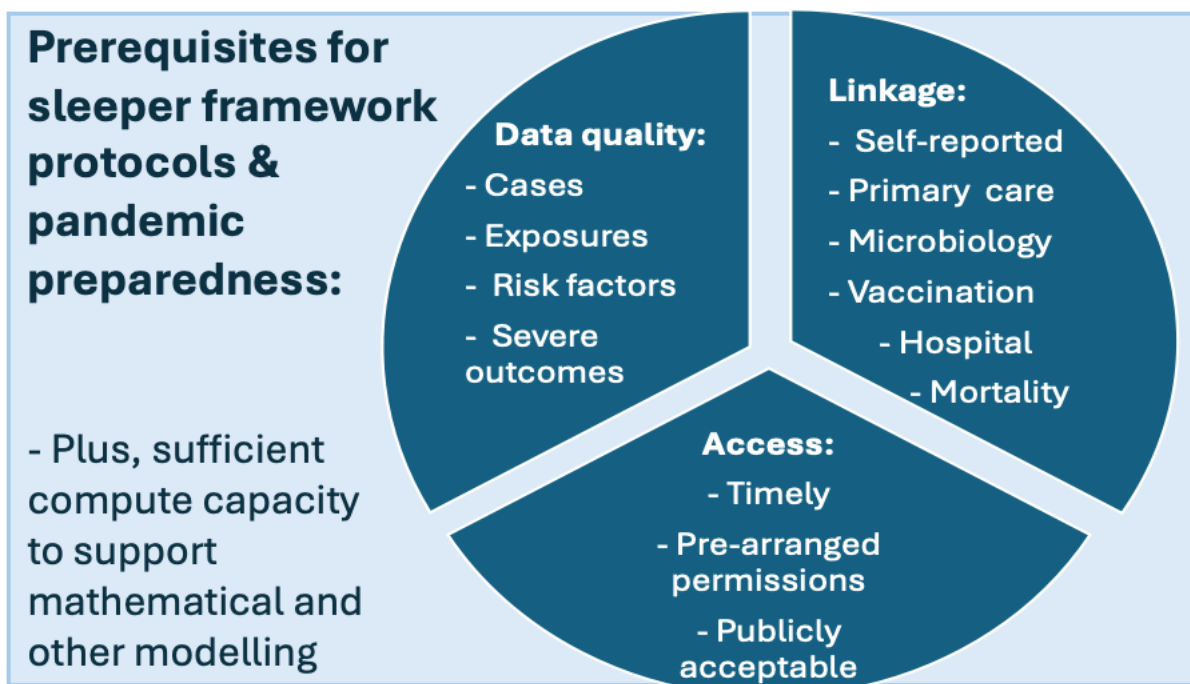 Prerequisites for
sleeper framework
protocols &
pandemic
preparedness:
- Plus, sufficient
compute capacity
to support
mathematical and
other modelling
Data quality:
- Cases
- Exposures
- Risk factors
- Severe
outcomes
Linkage:
- Self-reported
- Primary care
- Microbiology
- Vaccination
- Hospital
- Mortality
Access:
- Timely
- Pre-arranged
permissions
- Publicly
acceptable